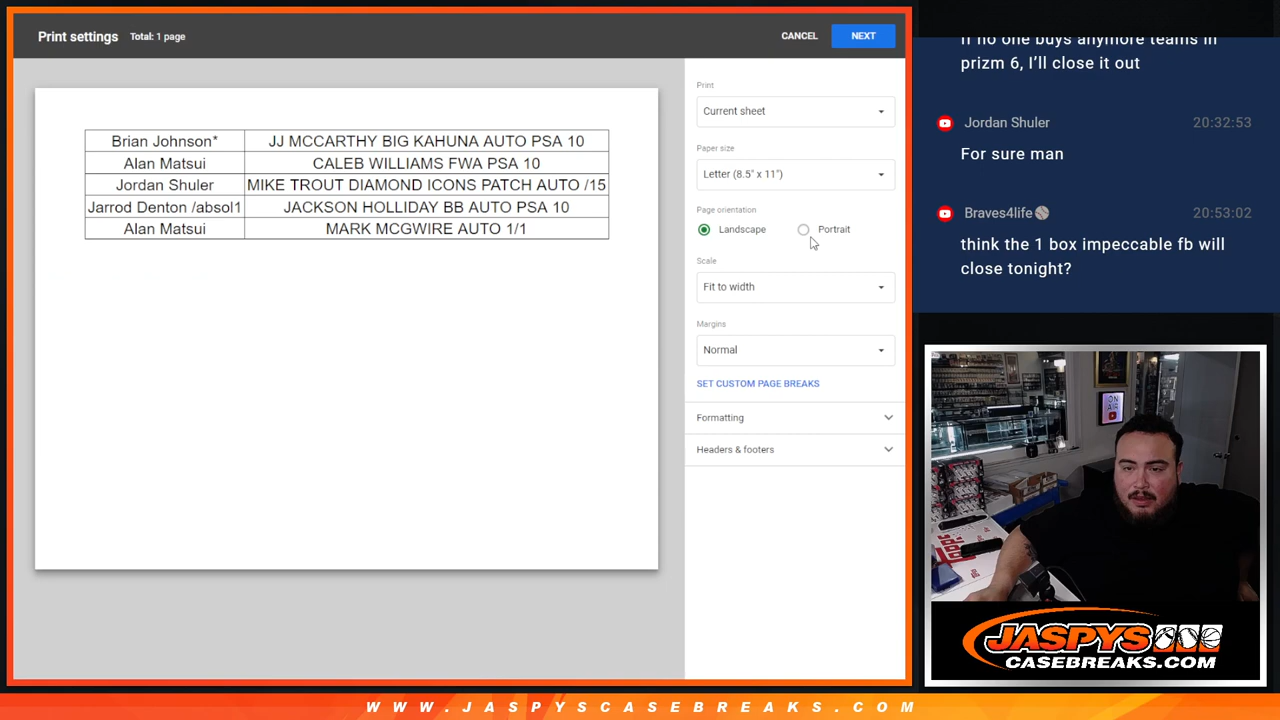 Print settings Total: 1 page
CANCEL NEXT
Brian Johnson* JJ MCCARTHY BIG KAHUNA AUTO PSA 10
Alan Matsui CALEB WILLIAMS FWA PSA 10
Jordan Shuler MIKE TROUT DIAMOND ICONS PATCH AUTO /15
Jarrod Denton /absol1 JACKSON HOLLIDAY BB AUTO PSA 10
Alan Matsui MARK MCGWIRE AUTO 1/1
Print
Current sheet
Paper size
Letter (8.5" x 11")
Page orientation
Landscape Portrait
Scale
Fit to width
Margins
Normal
SET CUSTOM PAGE BREAKS
Formatting
Headers & footers
If no one buys anymore teams in
prizm 6, I'll close it out
Jordan Shuler 20:32:53
For sure man
Braves4life 20:53:02
think the 1 box impeccable fb will
close tonight?
ON
AIR
JASPYS
CASEBREAKS.COM
WWW.JASPYSCASEBREAKS.COM